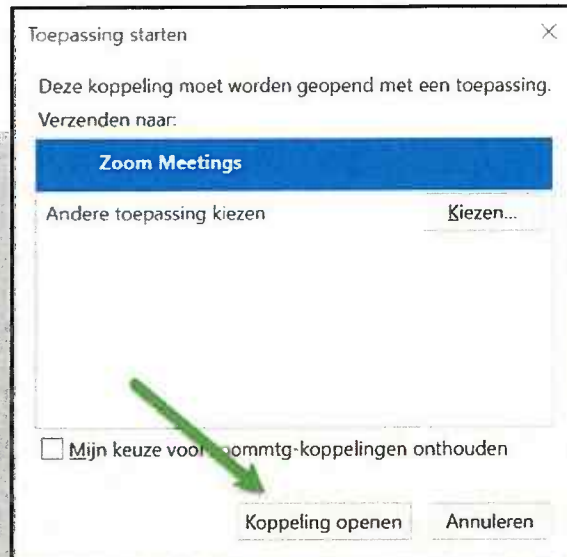 Toepassing starten
Deze koppeling moet worden geopend met een toepassing.
Verzenden naar:
Zoom Meetings
Andere toepassing kiezen Kiezen...
Mijn keuze voor oommtg-koppelingen onthouden
Koppeling openen Annuleren